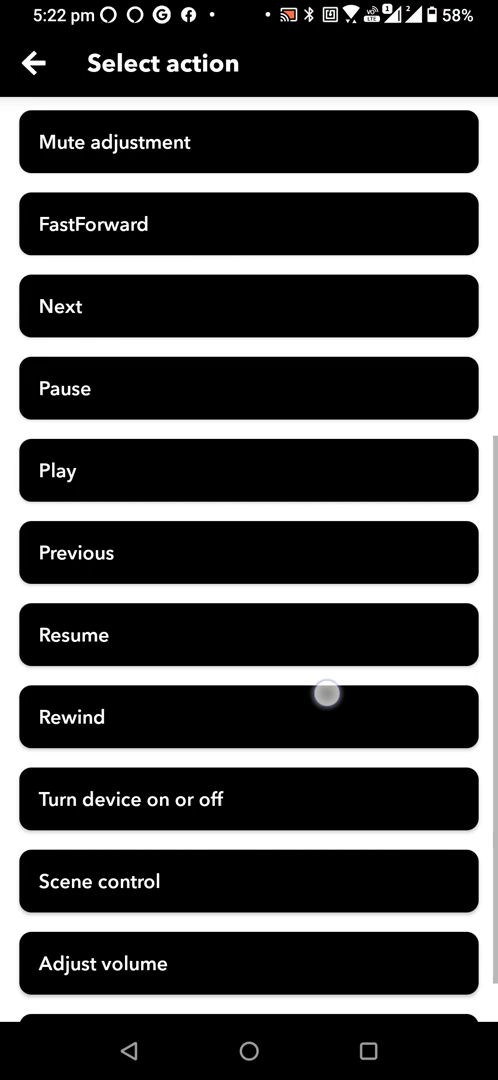 5:22 pm
58%
Select action
Mute adjustment
FastForward
Next
Pause
Play
Previous
Resume
Rewind
Turn device on or off
Scene control
Adjust volume